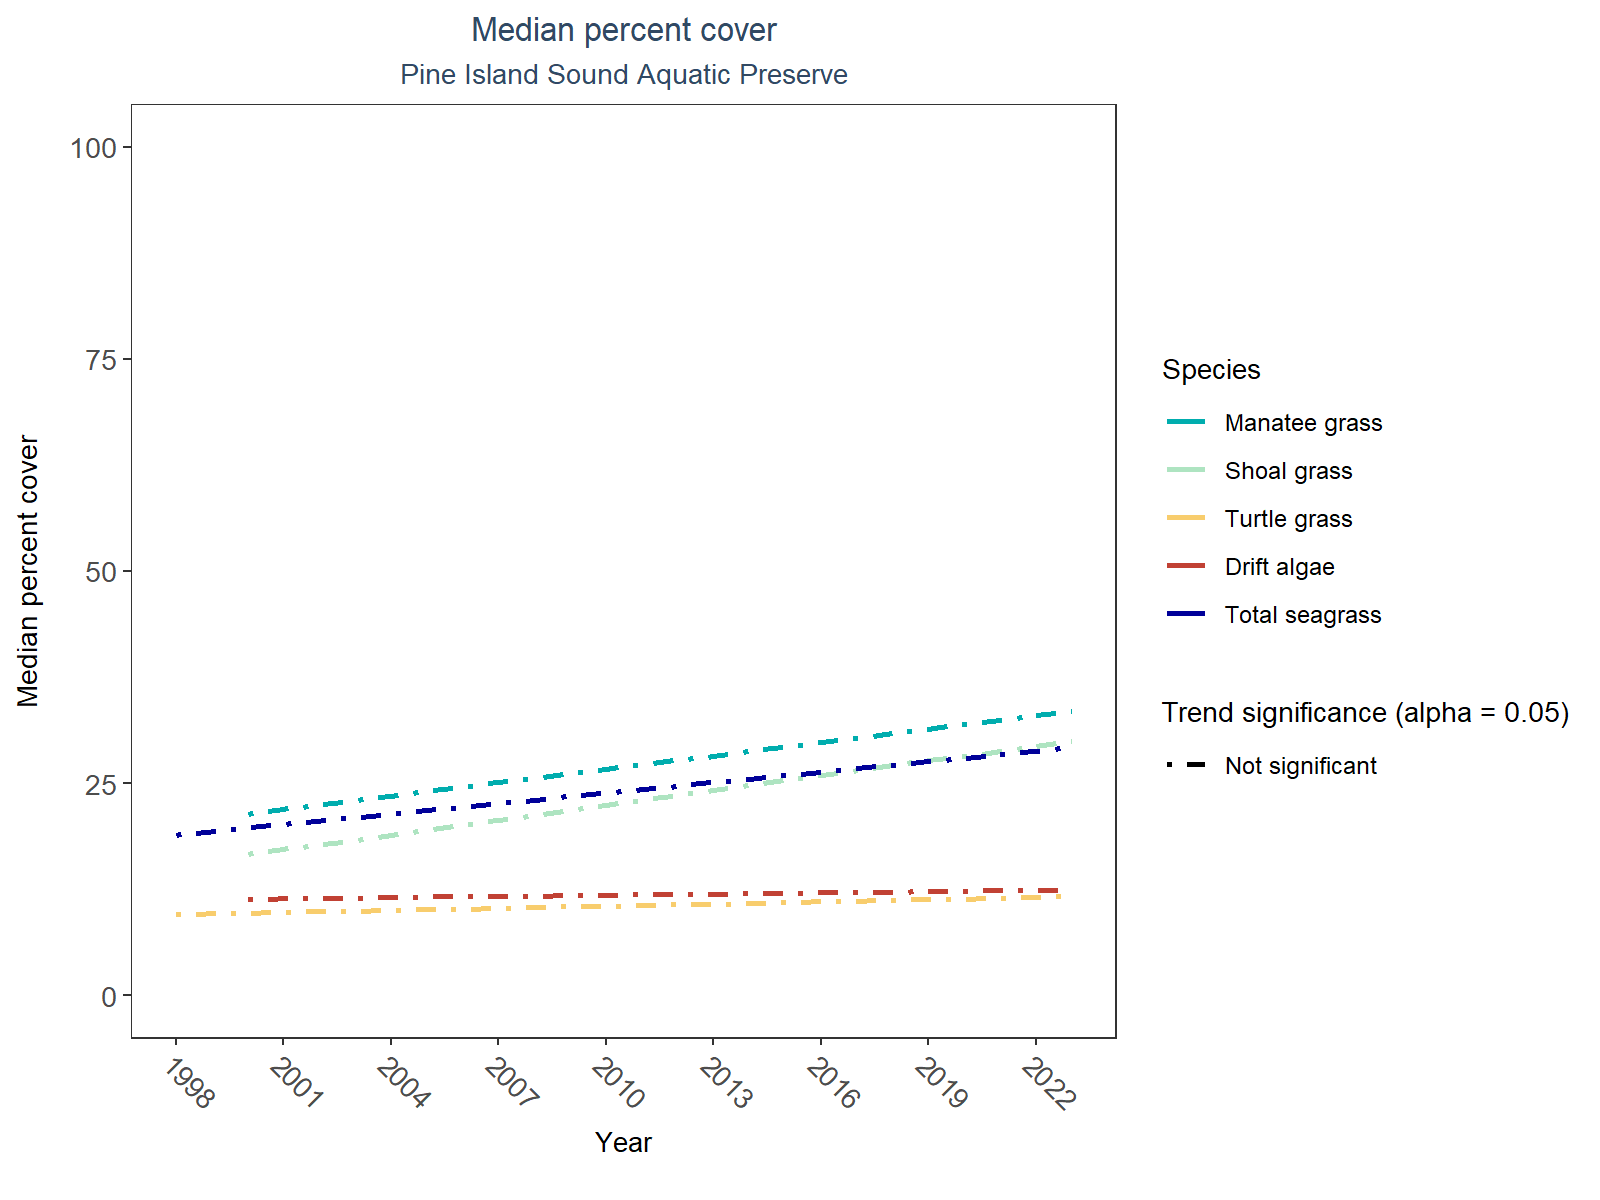 Median percent cover
Pine Island Sound Aquatic Preserve
Median percent cover
100
75
50
25
0
1998
2001
2004
2007
2010
2013
2016
2019
2022
Year
Species
Manatee grass
Shoal grass
Turtle grass
Drift algae
Total seagrass
Trend significance (alpha = 0.05)
Not significant